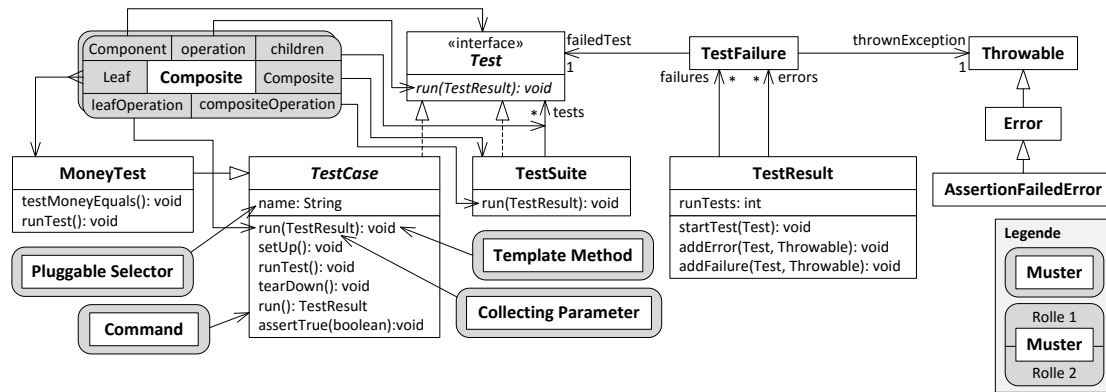 Component
operation
children
Leaf
Composite
Composite
leafOperation
compositeOperation
«interface»
Test
run(TestResult): void
failedTest
1
TestFailure
thrownException
1
Throwable
failures
*
*
errors
*
tests
Error
AssertionFailedError
MoneyTest
testMoneyEquals(): void
runTest(): void
TestCase
name: String
run(TestResult): void
setUp(): void
runTest(): void
tearDown(): void
run(): TestResult
assertTrue(boolean):void
TestSuite
run(TestResult): void
TestResult
runTests: int
startTest(Test): void
addError(Test, Throwable): void
addFailure(Test, Throwable): void
Pluggable Selector
Command
Template Method
Collecting Parameter
Legende
Muster
Rolle 1
Muster
Rolle 2